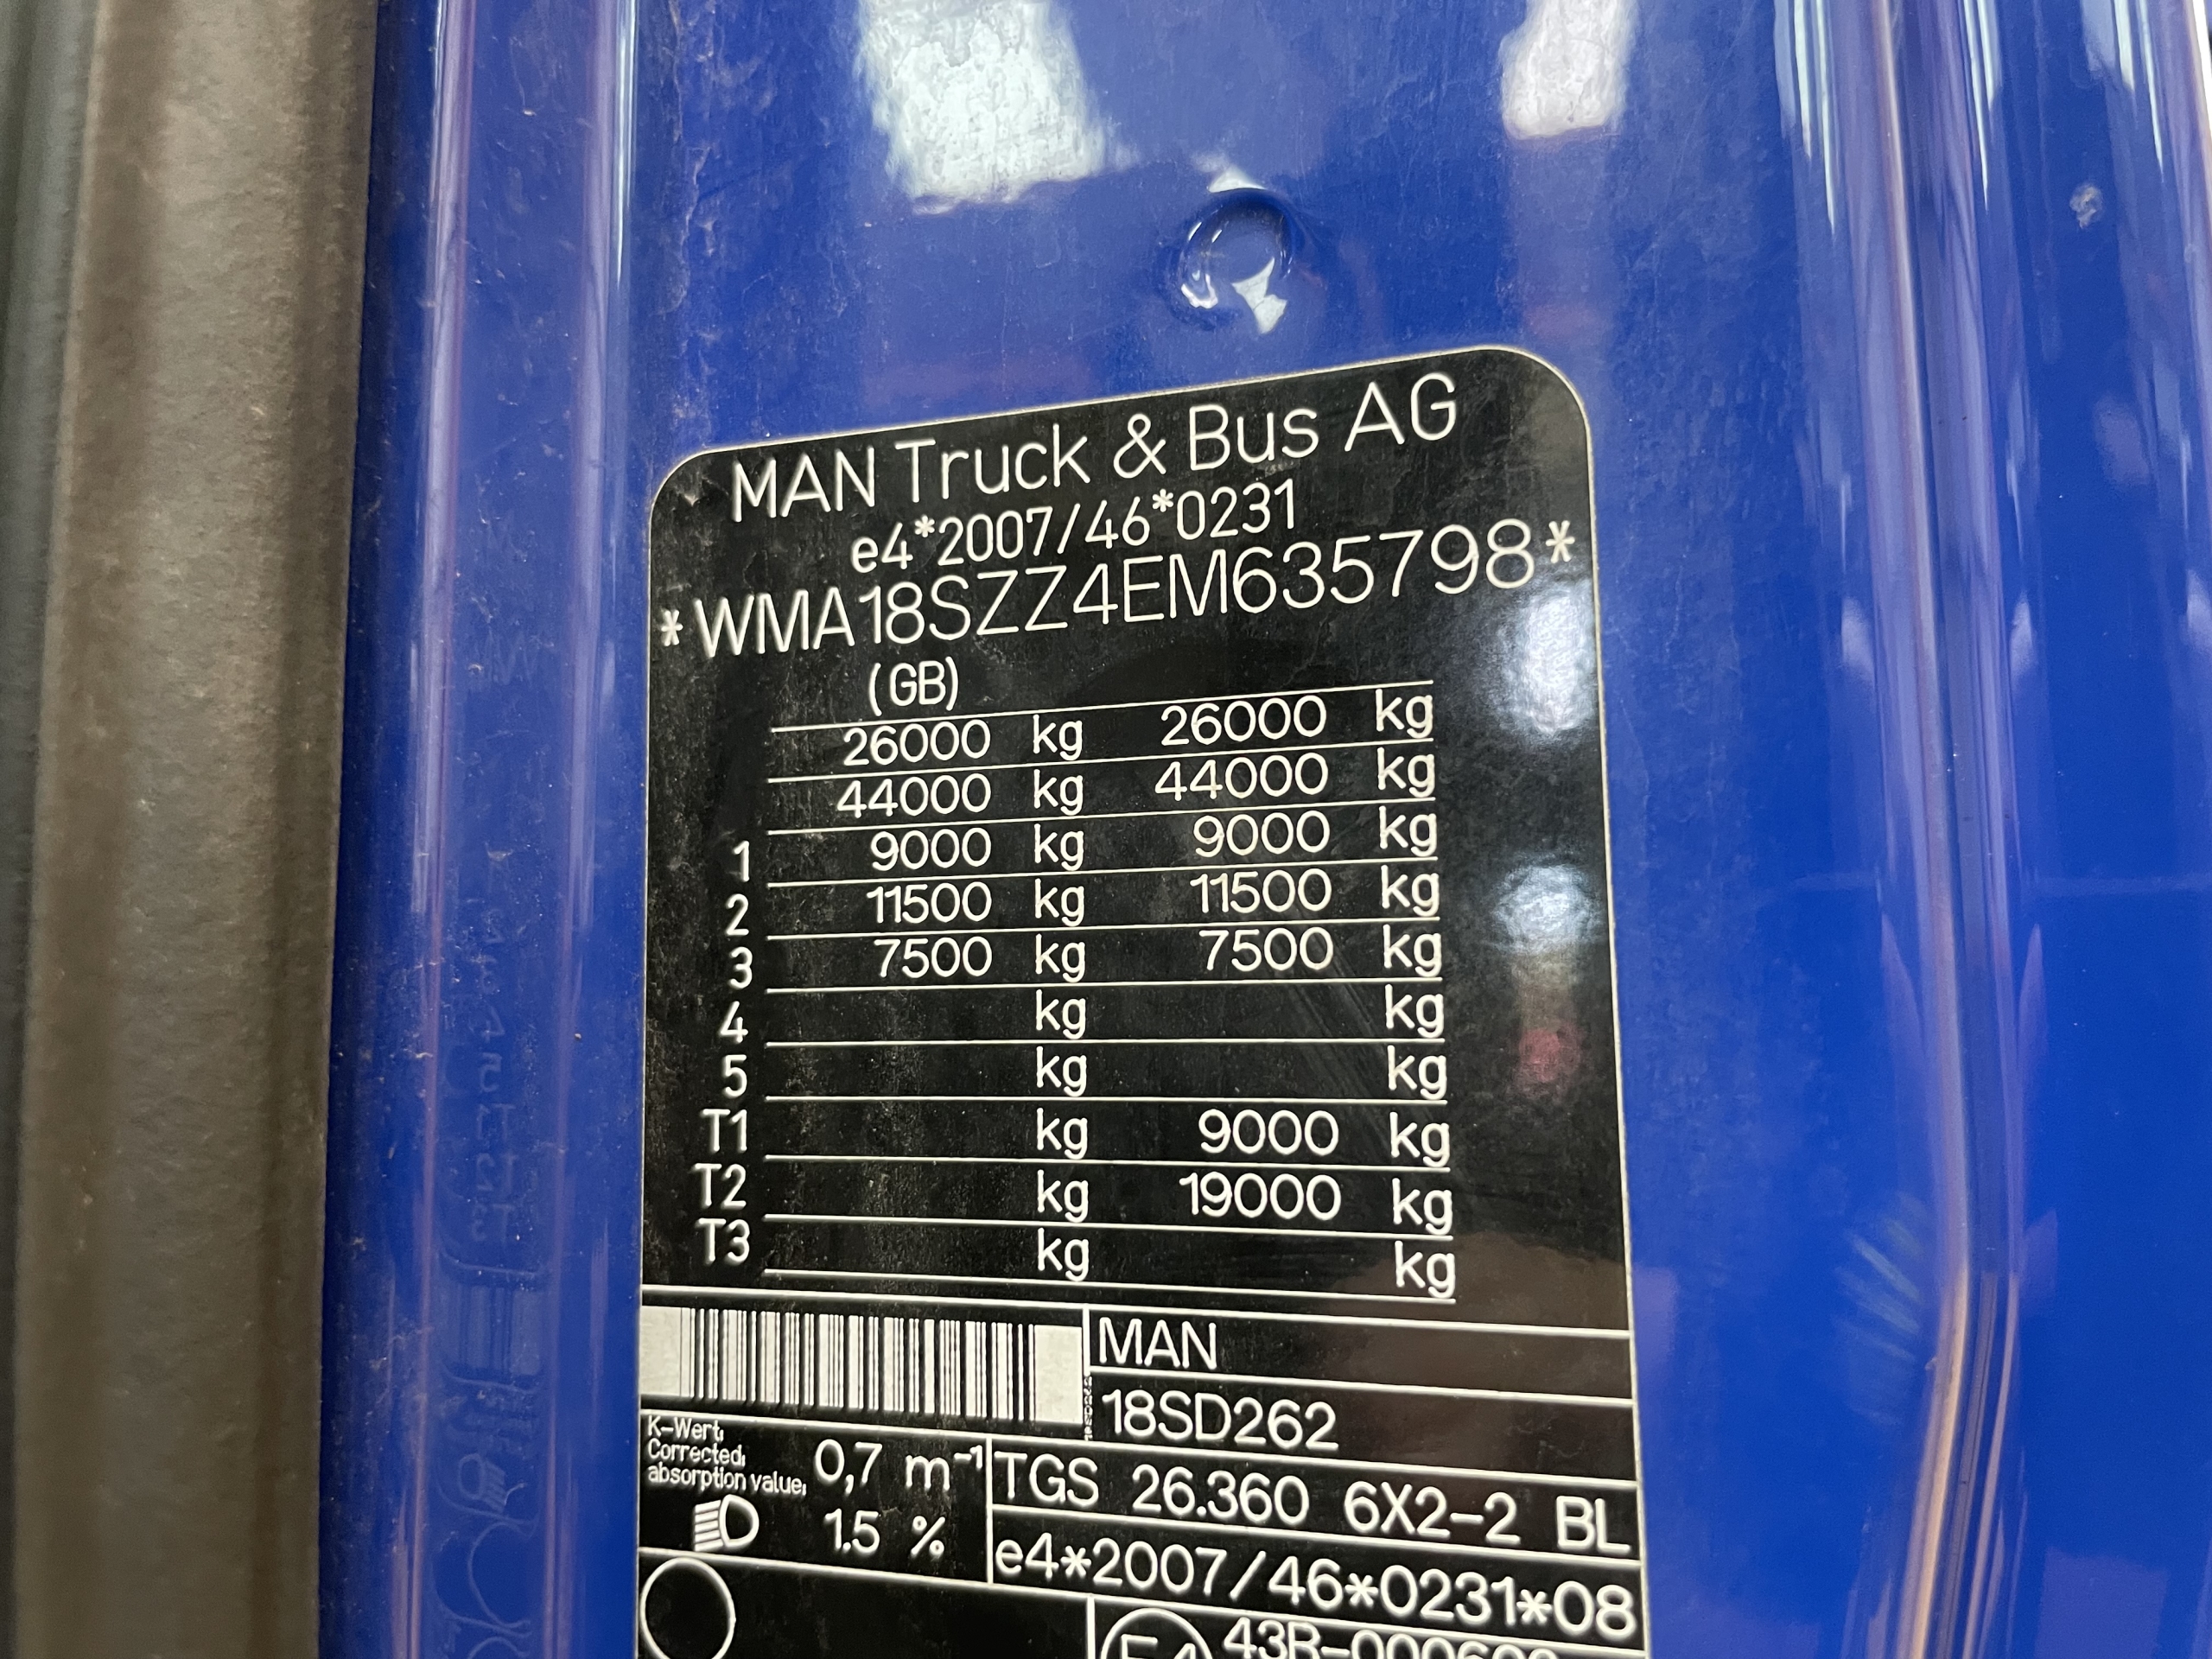 MAN Truck & Bus AG
e4*2007/46*0231
*WMA18SZZ4EM635798*
(GB)
26000 kg 26000 kg
44000 kg 44000 kg
1 9000 kg 9000 kg
2 11500 kg 11500 kg
3 7500 kg 7500 kg
4 kg kg
5 kg kg
T1 kg 9000 kg
T2 kg 19000 kg
T3 kg kg
MAN
18SD262
K-Wert,
Corrected,
absorption value,
0,7 m⁻¹
TGS 26.360 6X2-2 BL
1.5 %
e4*2007/46*0231*08
E4